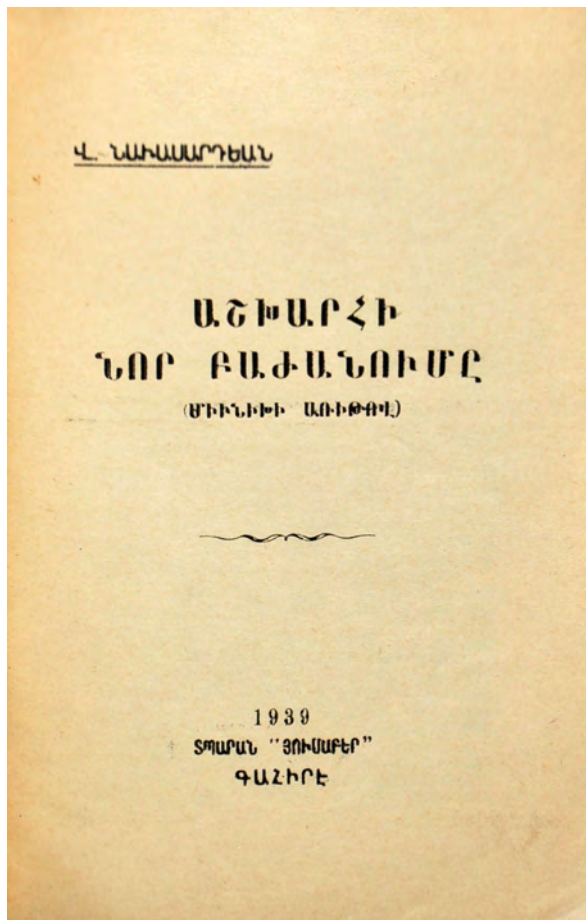 Վ. ՆԱՒԱՍԱՐԴԵԱՆ
ԱՇԽԱՐՀԻ
ՆՈՐ ԲԱԺԱՆՈՒՄԸ
(ՄԻՒՆԻԽԻ ԱՌԻԹՈՎ)
1939
ՏՊԱՐԱՆ "ՅՈՒՍԱԲԵՐ"
ԳԱՀԻՐԷ